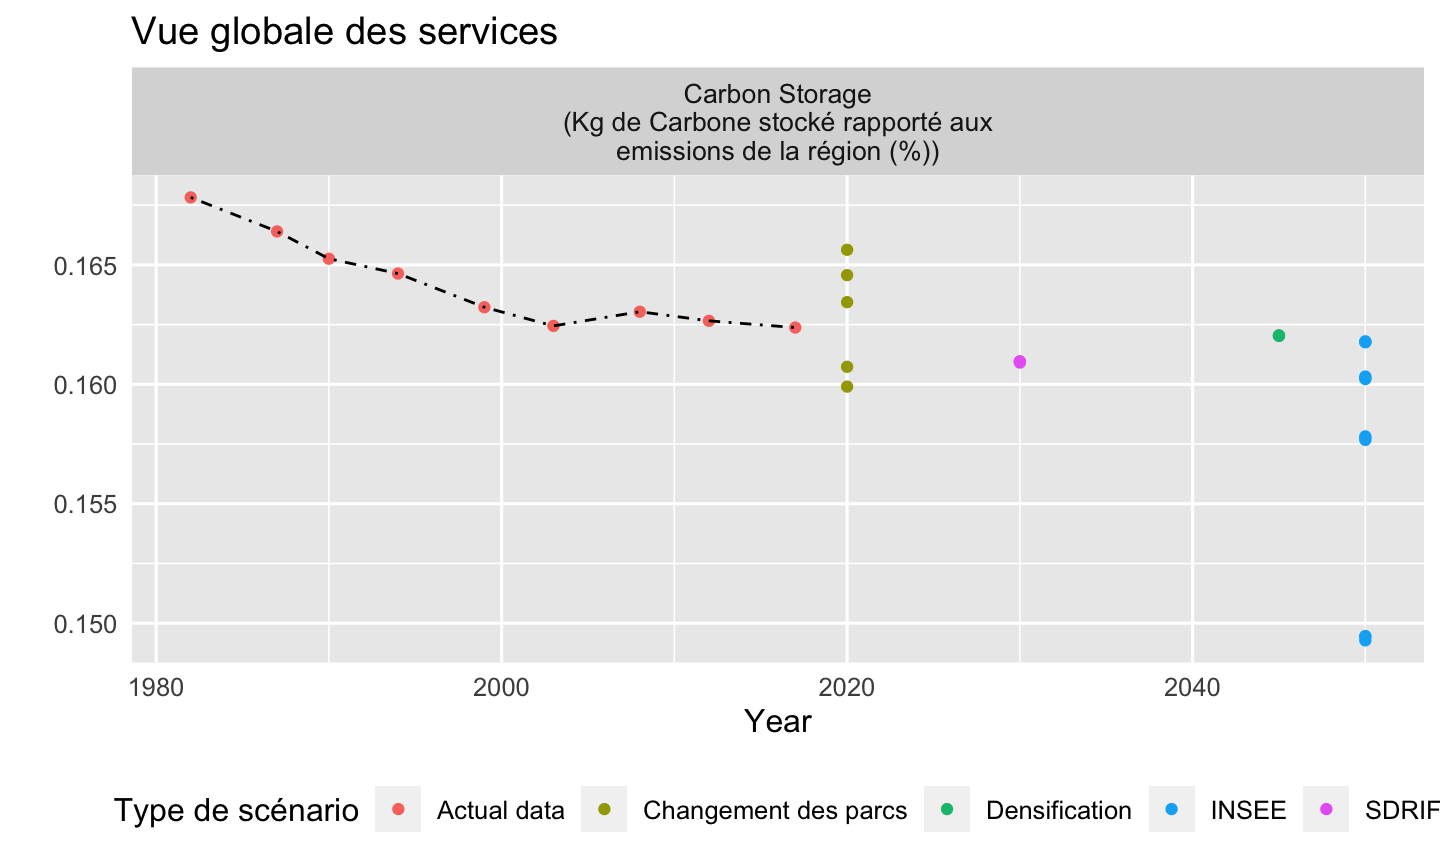 Vue globale des services
Carbon Storage
(Kg de Carbone stocké rapporté aux
emissions de la région (%))
0.165
0.160
0.155
0.150
1980 2000 2020 2040
Year
Type de scénario Actual data Changement des parcs Densification INSEE SDRIF